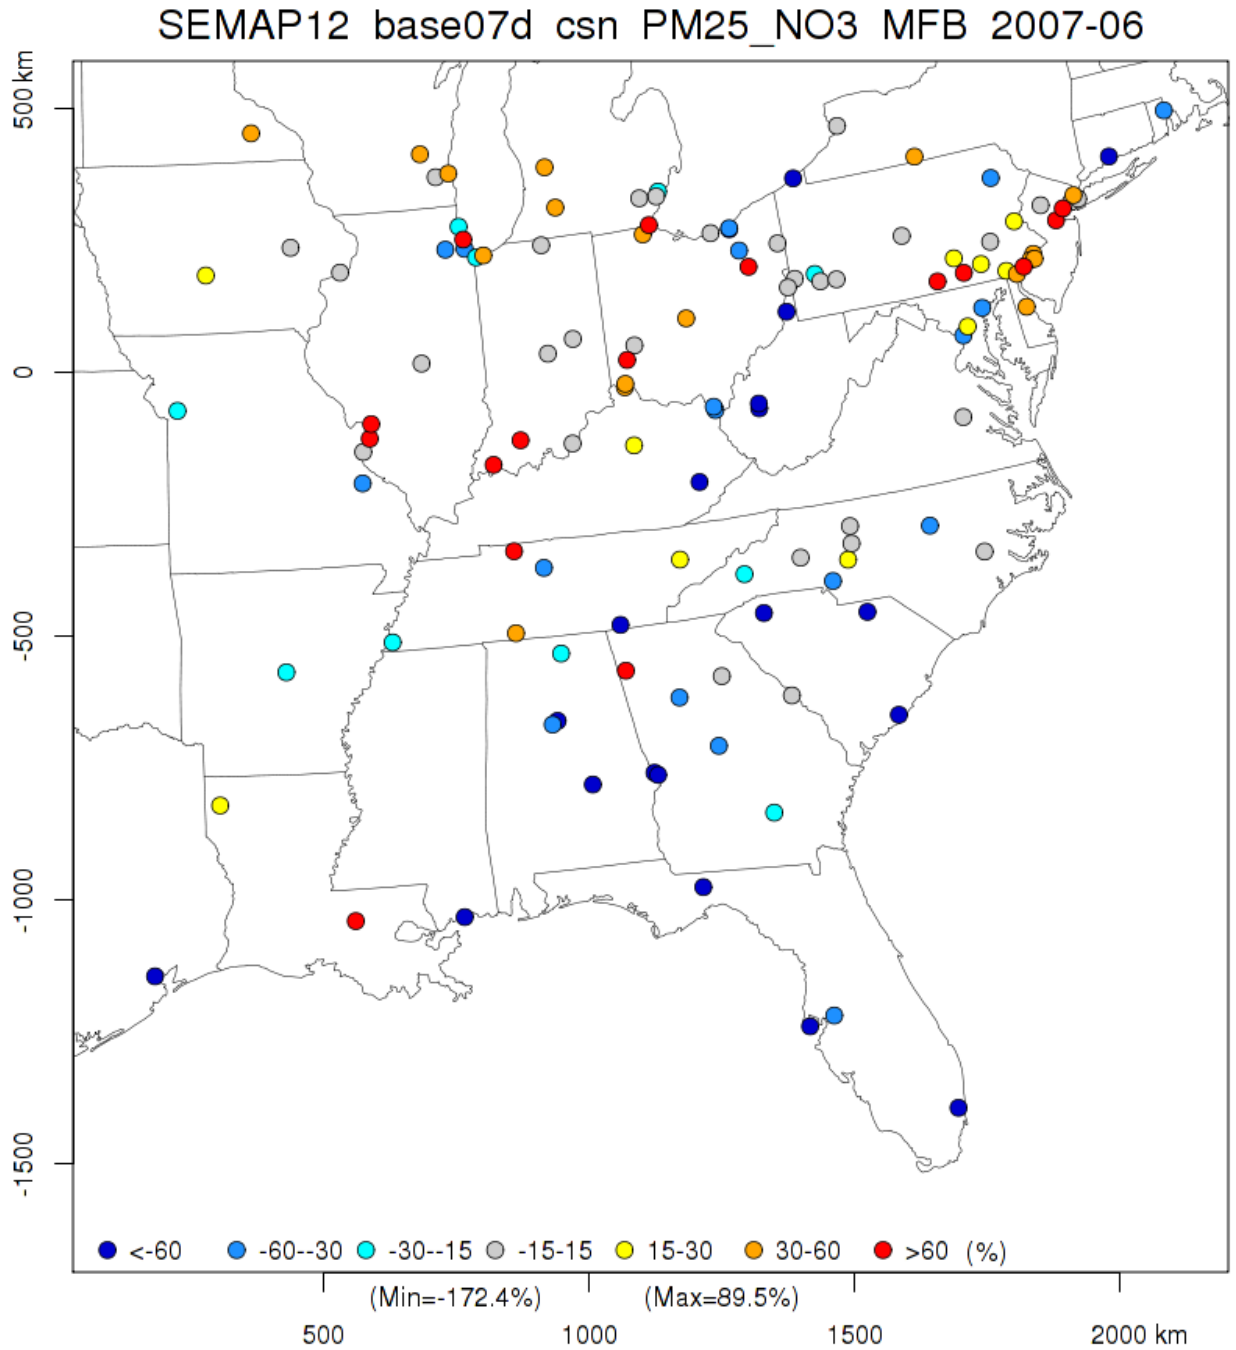 SEMAP12 base07d csn PM25_NO3 MFB 2007-06
500 km
0
-500
-1000
-1500
<-60 -60--30 -30--15 -15-15 15-30 30-60 >60 (%)
(Min=-172.4%) (Max=89.5%)
500 1000 1500 2000 km